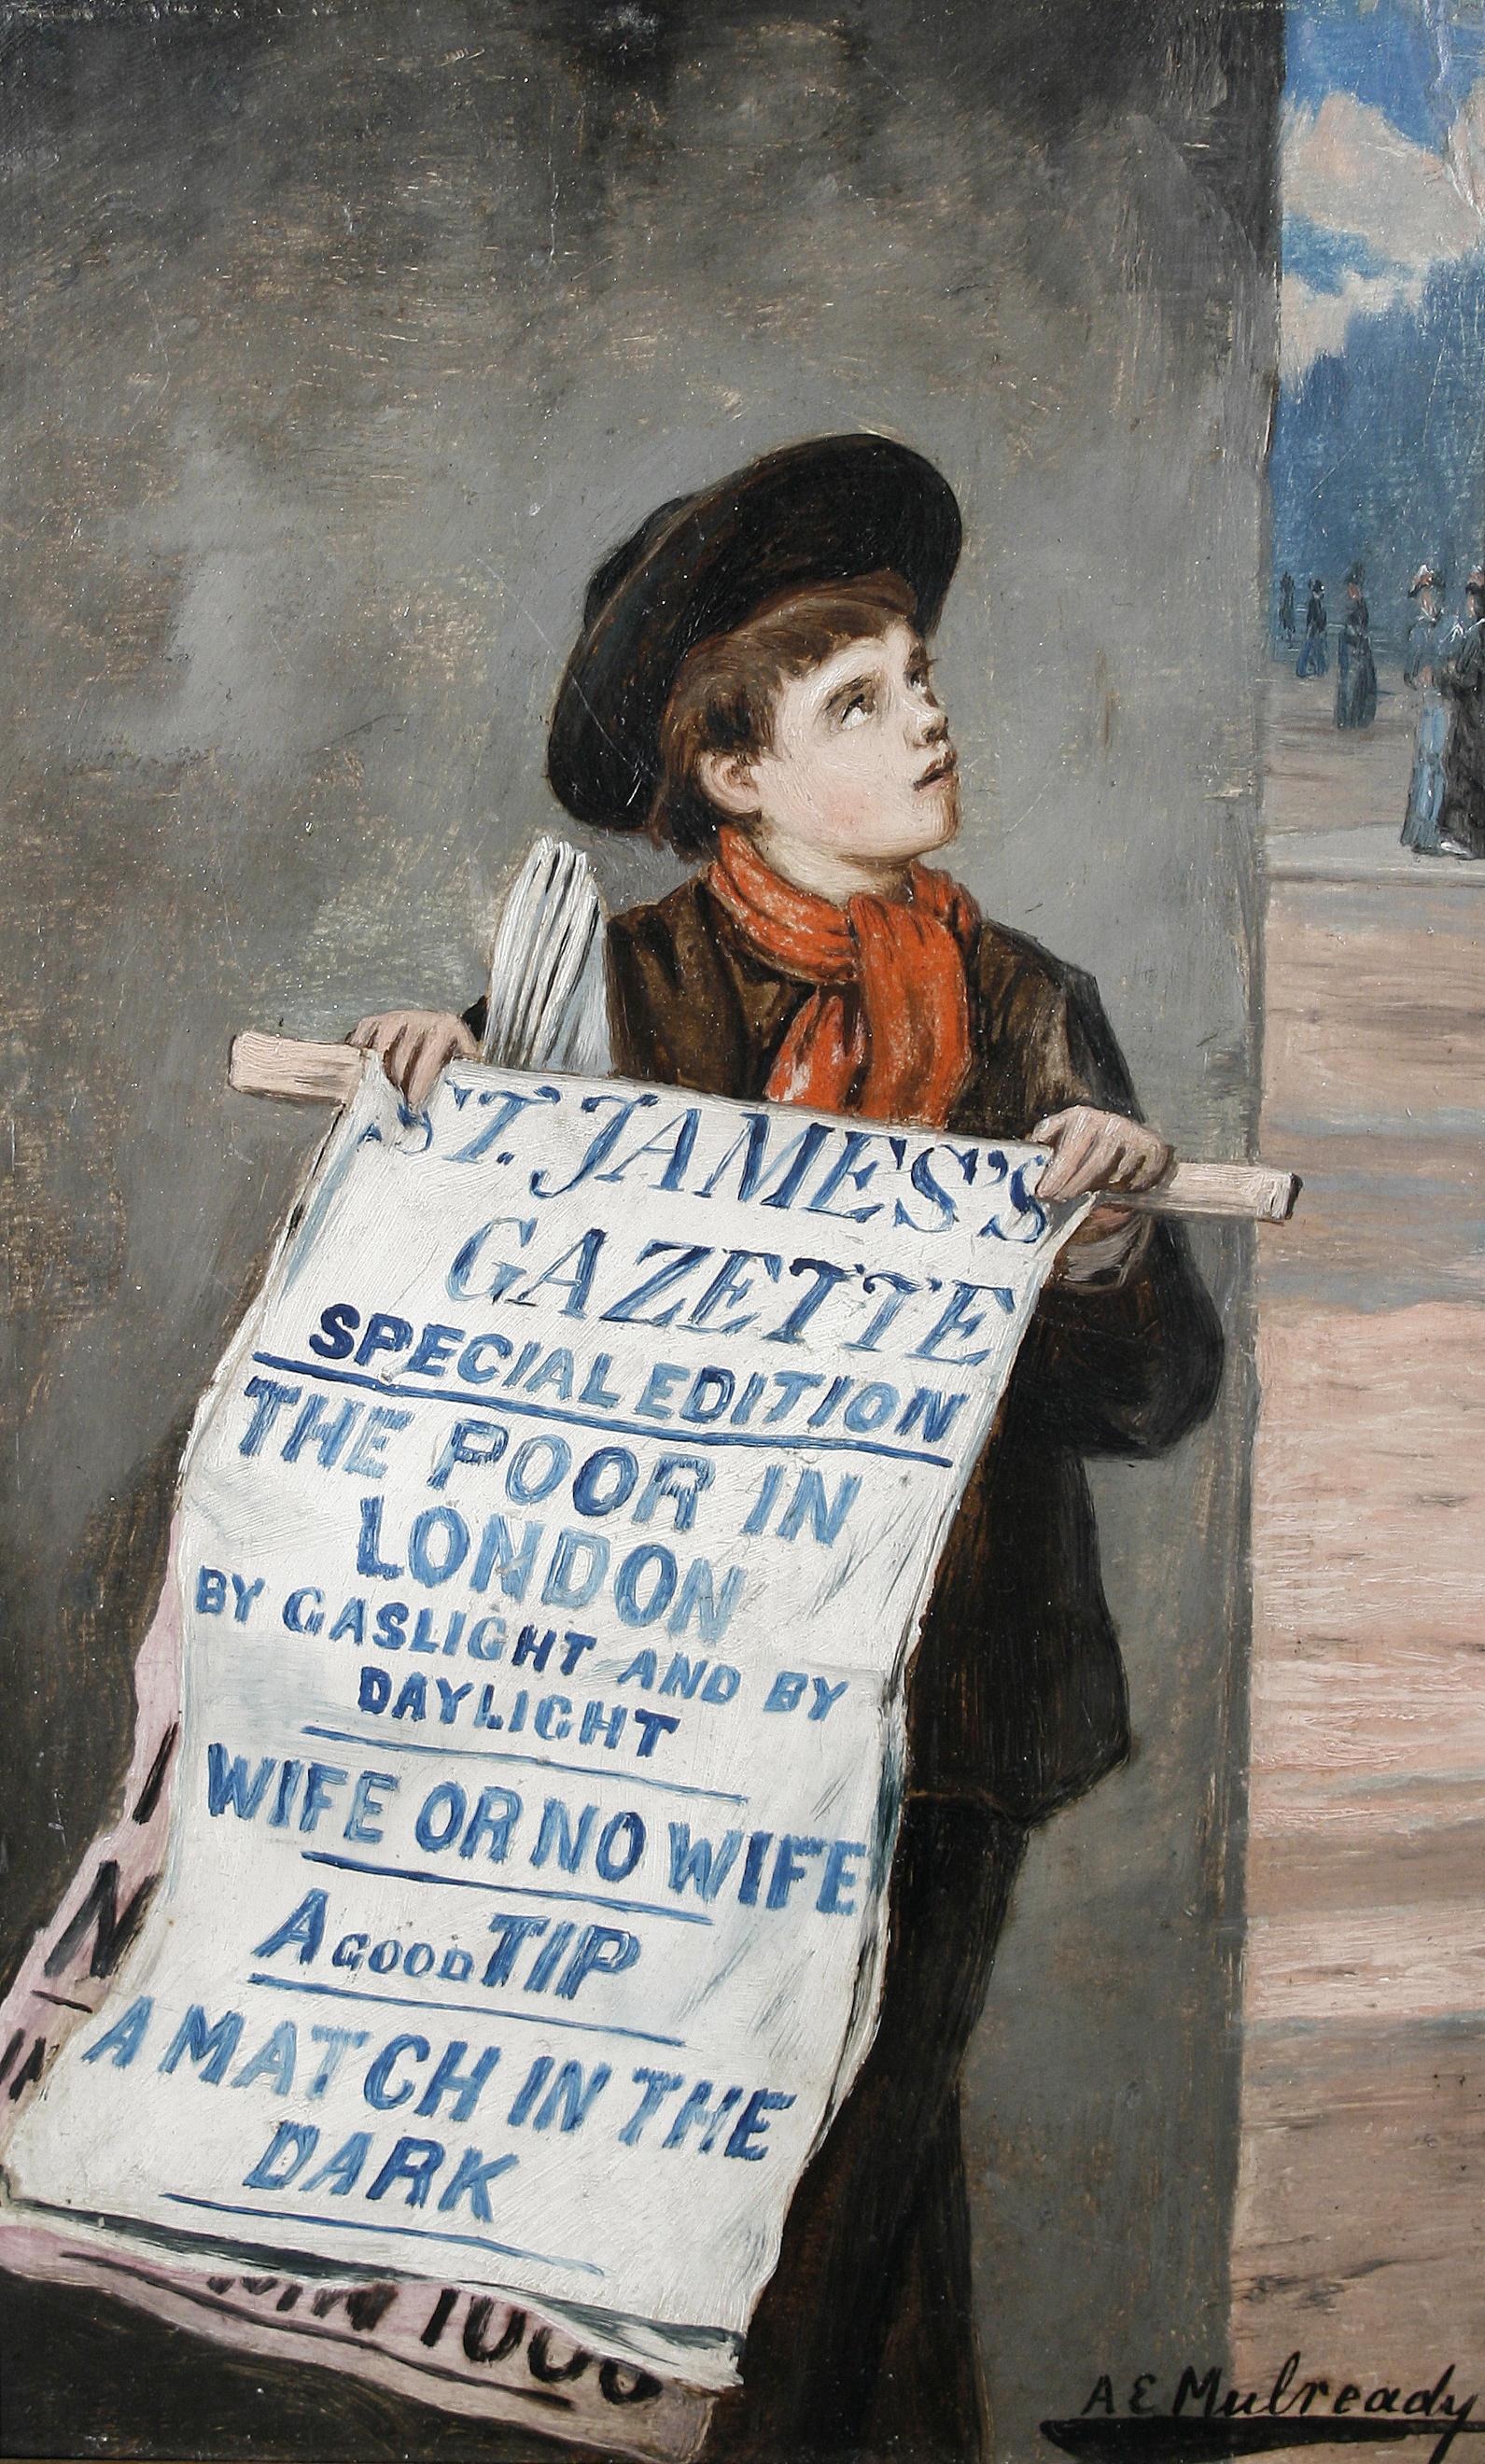 ST. JAMES'S
GAZETTE
SPECIAL EDITION
THE POOR IN
LONDON
BY GASLIGHT AND BY
DAYLIGHT
WIFE OR NO WIFE
A GOOD TIP
A MATCH IN THE
DARK
A E Mulready